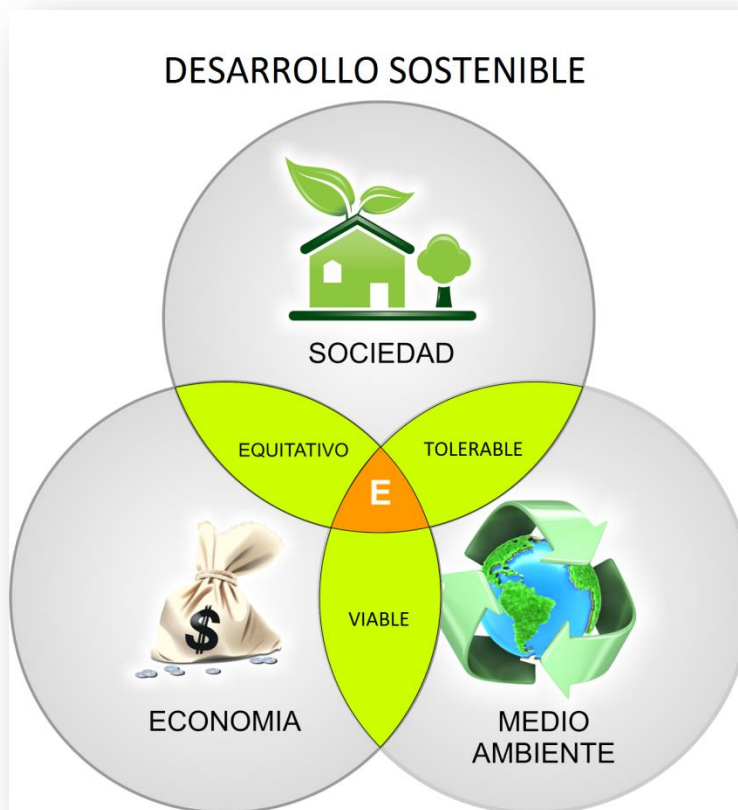 DESARROLLO SOSTENIBLE
SOCIEDAD
EQUITATIVO
TOLERABLE
E
$
VIABLE
ECONOMIA
MEDIO
AMBIENTE